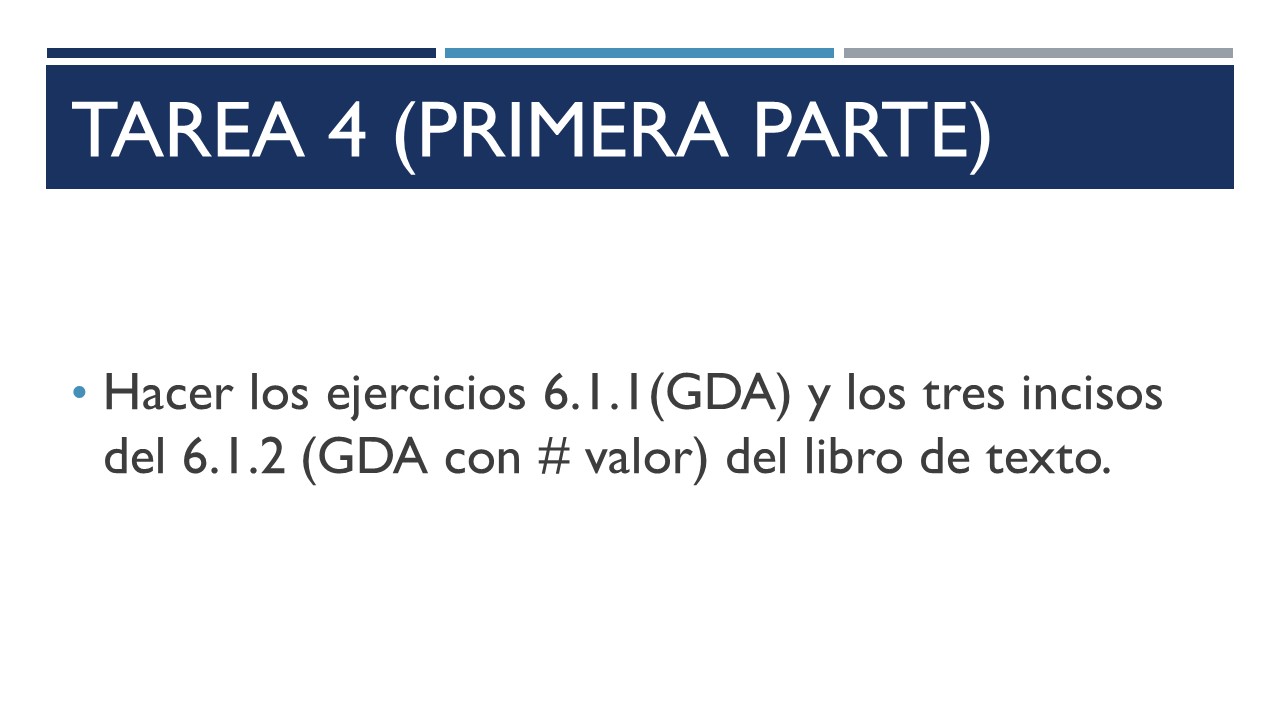 TAREA 4 (PRIMERA PARTE)
• Hacer los ejercicios 6.1.1(GDA) y los tres incisos
del 6.1.2 (GDA con # valor) del libro de texto.